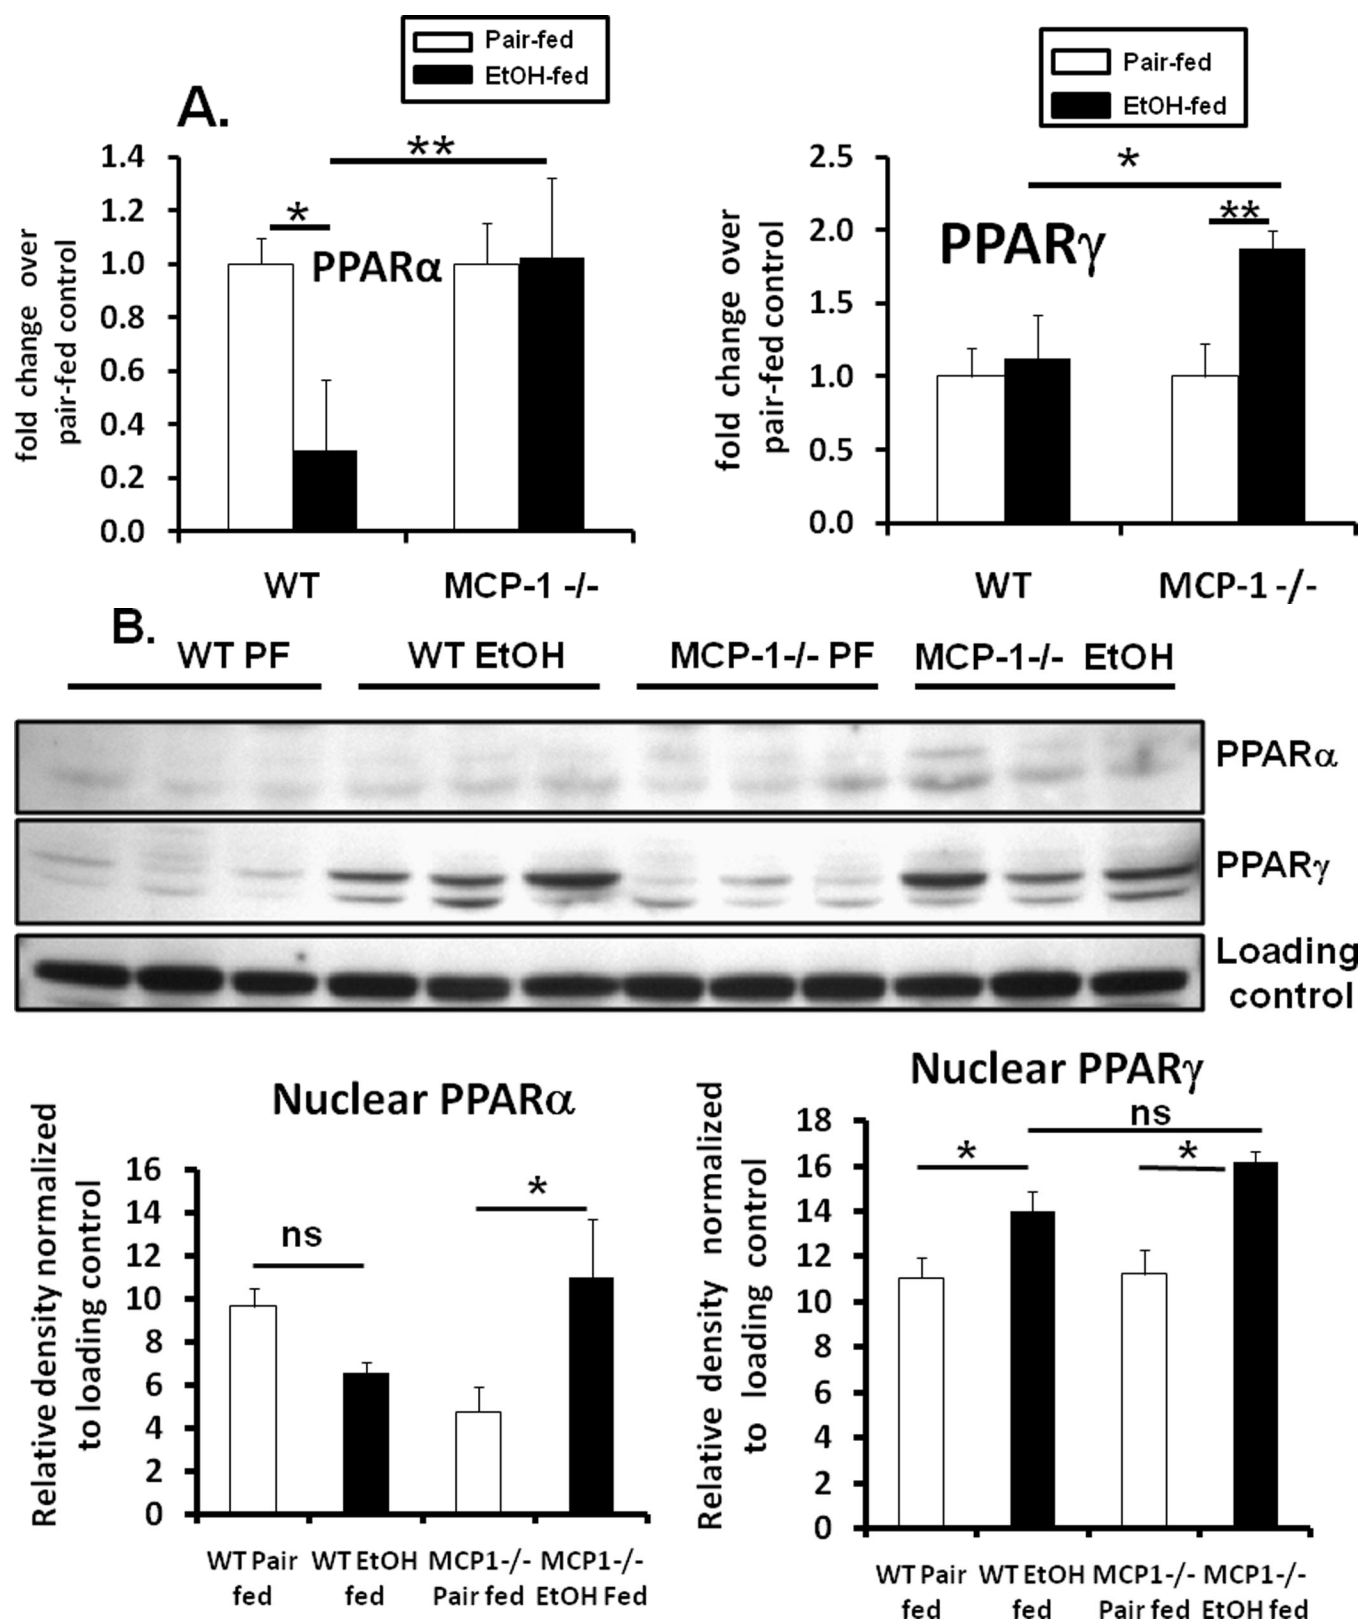 Pair-fed
EtOH-fed
A.
**
*
PPARα
1.4
1.2
1.0
0.8
0.6
0.4
0.2
0.0
fold change over
pair-fed control
WT
MCP-1 -/-
Pair-fed
EtOH-fed
*
**
PPARγ
2.5
2.0
1.5
1.0
0.5
0.0
fold change over
pair-fed control
WT
MCP-1 -/-
B.
WT PF
WT EtOH
MCP-1-/- PF
MCP-1-/- EtOH
PPARα
PPARγ
Loading
control
Nuclear PPARα
Relative density normalized
to loading control
16
14
12
10
8
6
4
2
0
ns
*
WT Pair
fed
WT EtOH
fed
MCP1-/-
Pair fed
MCP1-/-
EtOH Fed
Nuclear PPARγ
Relative density normalized
to loading control
18
16
14
12
10
8
6
4
2
0
ns
*
*
WT Pair
fed
WT EtOH
fed
MCP1-/-
Pair fed
MCP1-/-
EtOH fed